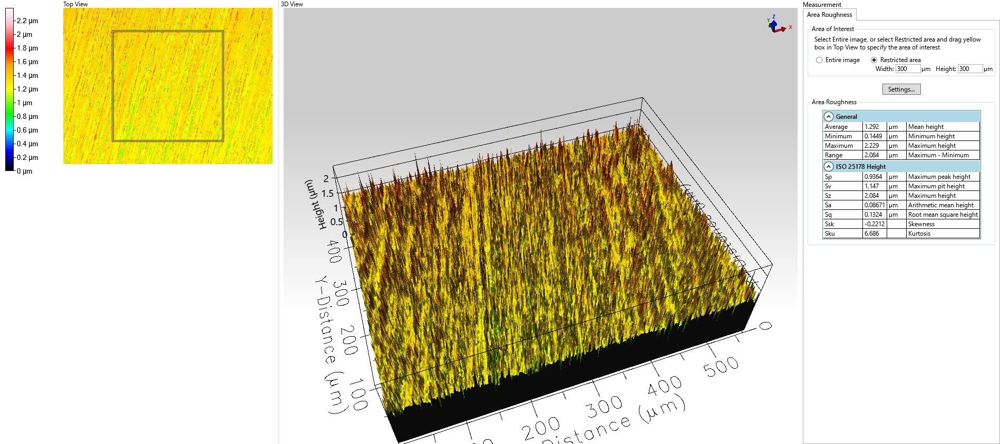 Top View
2.2 µm
2 µm
1.8 µm
1.6 µm
1.4 µm
1.2 µm
1 µm
0.8 µm
0.6 µm
0.4 µm
0.2 µm
0 µm
3D View
Z
Y
X
Height (µm)
2
1.5
1
0.5
0
400
300
200
100
Y-Distance (µm)
200
300
400
500
0
Distance (µm)
Measurement
Area Roughness
Area of Interest
Select Entire image, or select Restricted area and drag yellow
box in Top View to specify the area of interest
Entire image Restricted area
Width: 300 µm Height: 300 µm
Settings...
Area Roughness
General
Average 1.292 µm Mean height
Minimum 0.1449 µm Minimum height
Maximum 2.229 µm Maximum height
Range 2.084 µm Maximum - Minimum
ISO 25178 Height
Sp 0.9364 µm Maximum peak height
Sv 1.147 µm Maximum pit height
Sz 2.084 µm Maximum height
Sa 0.08671 µm Arithmetic mean height
Sq 0.1324 µm Root mean square height
Ssk -0.2212 Skewness
Sku 6.686 Kurtosis